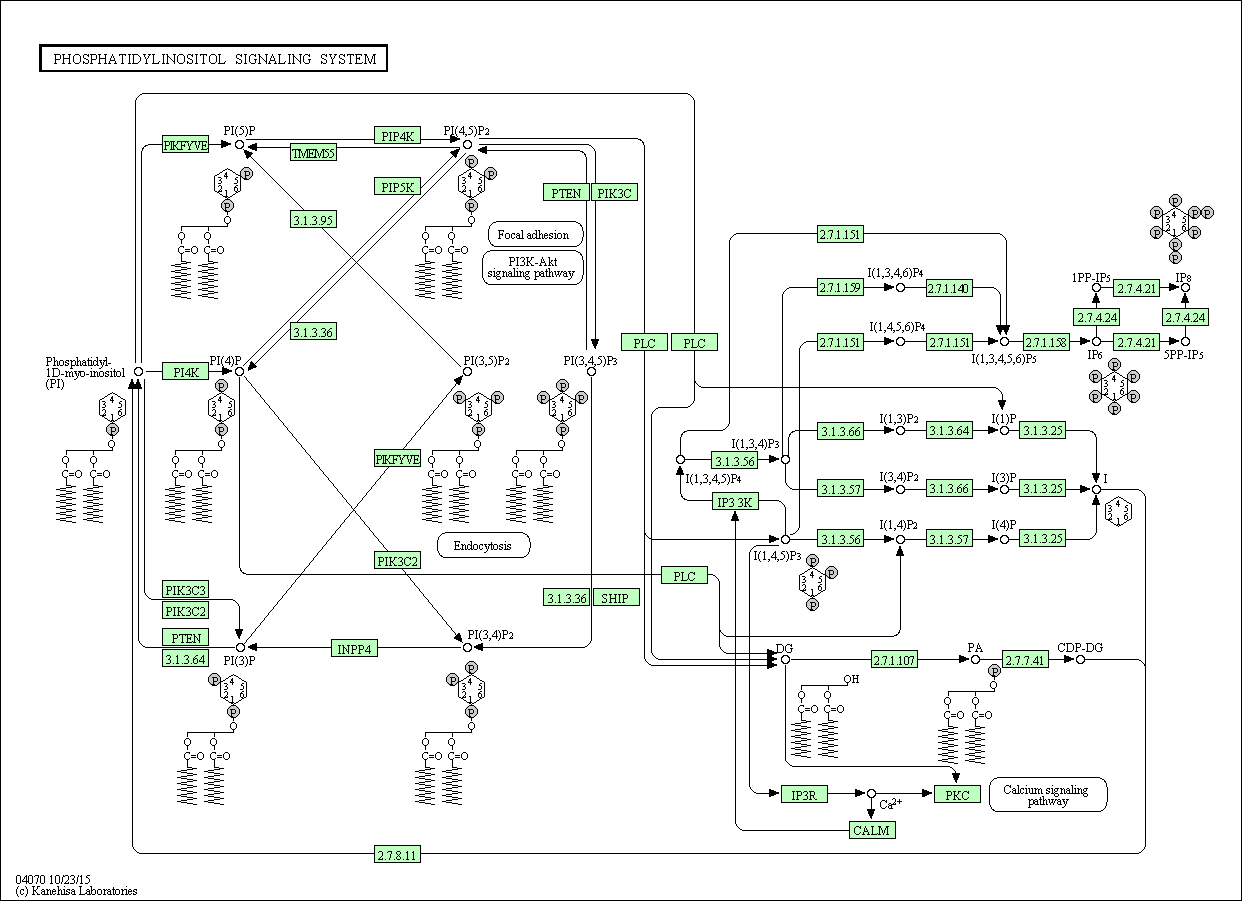 PHOSPHATIDYLINOSITOL SIGNALING SYSTEM
PI(5)P
PIP4K
PI(4,5)P2
PIKFYVE
TMEM55
PIP5K
PTEN
PIK3C
3.1.3.95
Focal adhesion
PI3K-Akt
signaling pathway
2.7.1.151
I(1,3,4,6)P4
2.7.1.159
2.7.1.140
1PP-IP5
2.7.4.21
IP8
2.7.4.24
2.7.4.24
3.1.3.36
I(1,4,5,6)P4
PLC
PLC
2.7.1.151
2.7.1.151
2.7.1.158
2.7.4.21
I(1,3,4,5,6)P5
IP6
5PP-IP5
Phosphatidyl-
1D-myo-inositol
(PI)
PI4K
PI(4)P
PI(3,5)P2
PI(3,4,5)P3
I(1,3)P2
I(1)P
3.1.3.66
3.1.3.64
3.1.3.25
I(1,3,4)P3
PIKFYVE
3.1.3.56
I(1,3,4,5)P4
I(3,4)P2
I(3)P
I
3.1.3.57
3.1.3.66
3.1.3.25
IP3 3K
I(1,4)P2
I(4)P
3.1.3.56
3.1.3.57
3.1.3.25
I(1,4,5)P3
Endocytosis
PIK3C2
PLC
PIK3C3
PIK3C2
3.1.3.36
SHIP
PTEN
3.1.3.64
INPP4
PI(3,4)P2
PI(3)P
DG
2.7.1.107
PA
2.7.7.41
CDP-DG
OH
IP3R
Ca2+
PKC
Calcium signaling
pathway
CALM
2.7.8.11
04070 10/23/15
(c) Kanehisa Laboratories